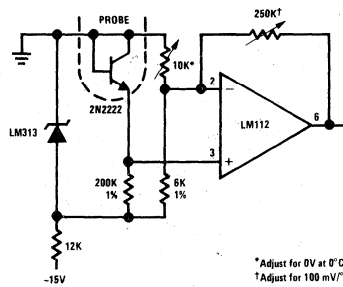 PROBE
250K†
10K*
2N2222
2
6
LM112
LM313
3
200K
1%
6K
1%
12K
−15V
*Adjust for 0V at 0°C
†Adjust for 100 mV/°